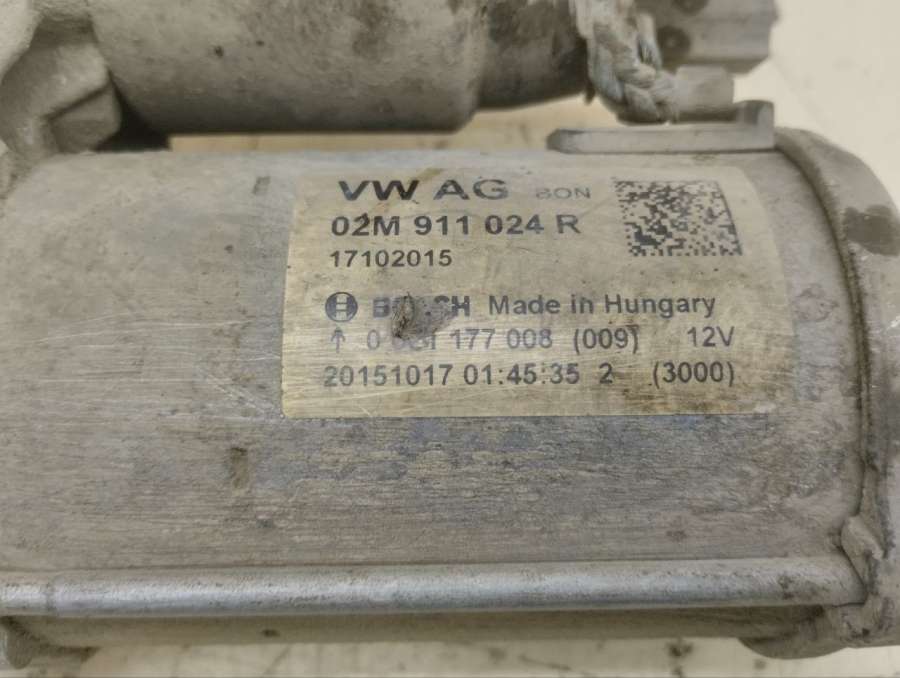 VW AG BON
02M 911 024 R
17102015
Made in Hungary
177 008 (009) 12V
20151017 01:45:35 2 (3000)